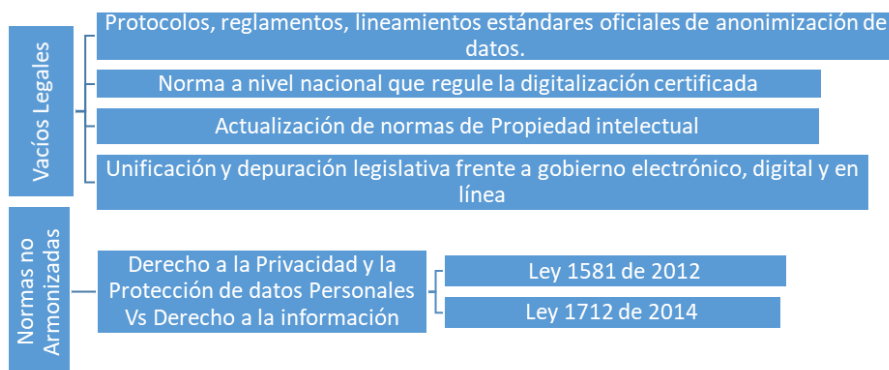 Vacíos Legales
Protocolos, reglamentos, lineamientos estándares oficiales de anonimización de
datos.
Norma a nivel nacional que regule la digitalización certificada
Actualización de normas de Propiedad intelectual
Unificación y depuración legislativa frente a gobierno electrónico, digital y en
línea
Normas no
Armonizadas
Derecho a la Privacidad y la
Protección de datos Personales
Vs Derecho a la información
Ley 1581 de 2012
Ley 1712 de 2014